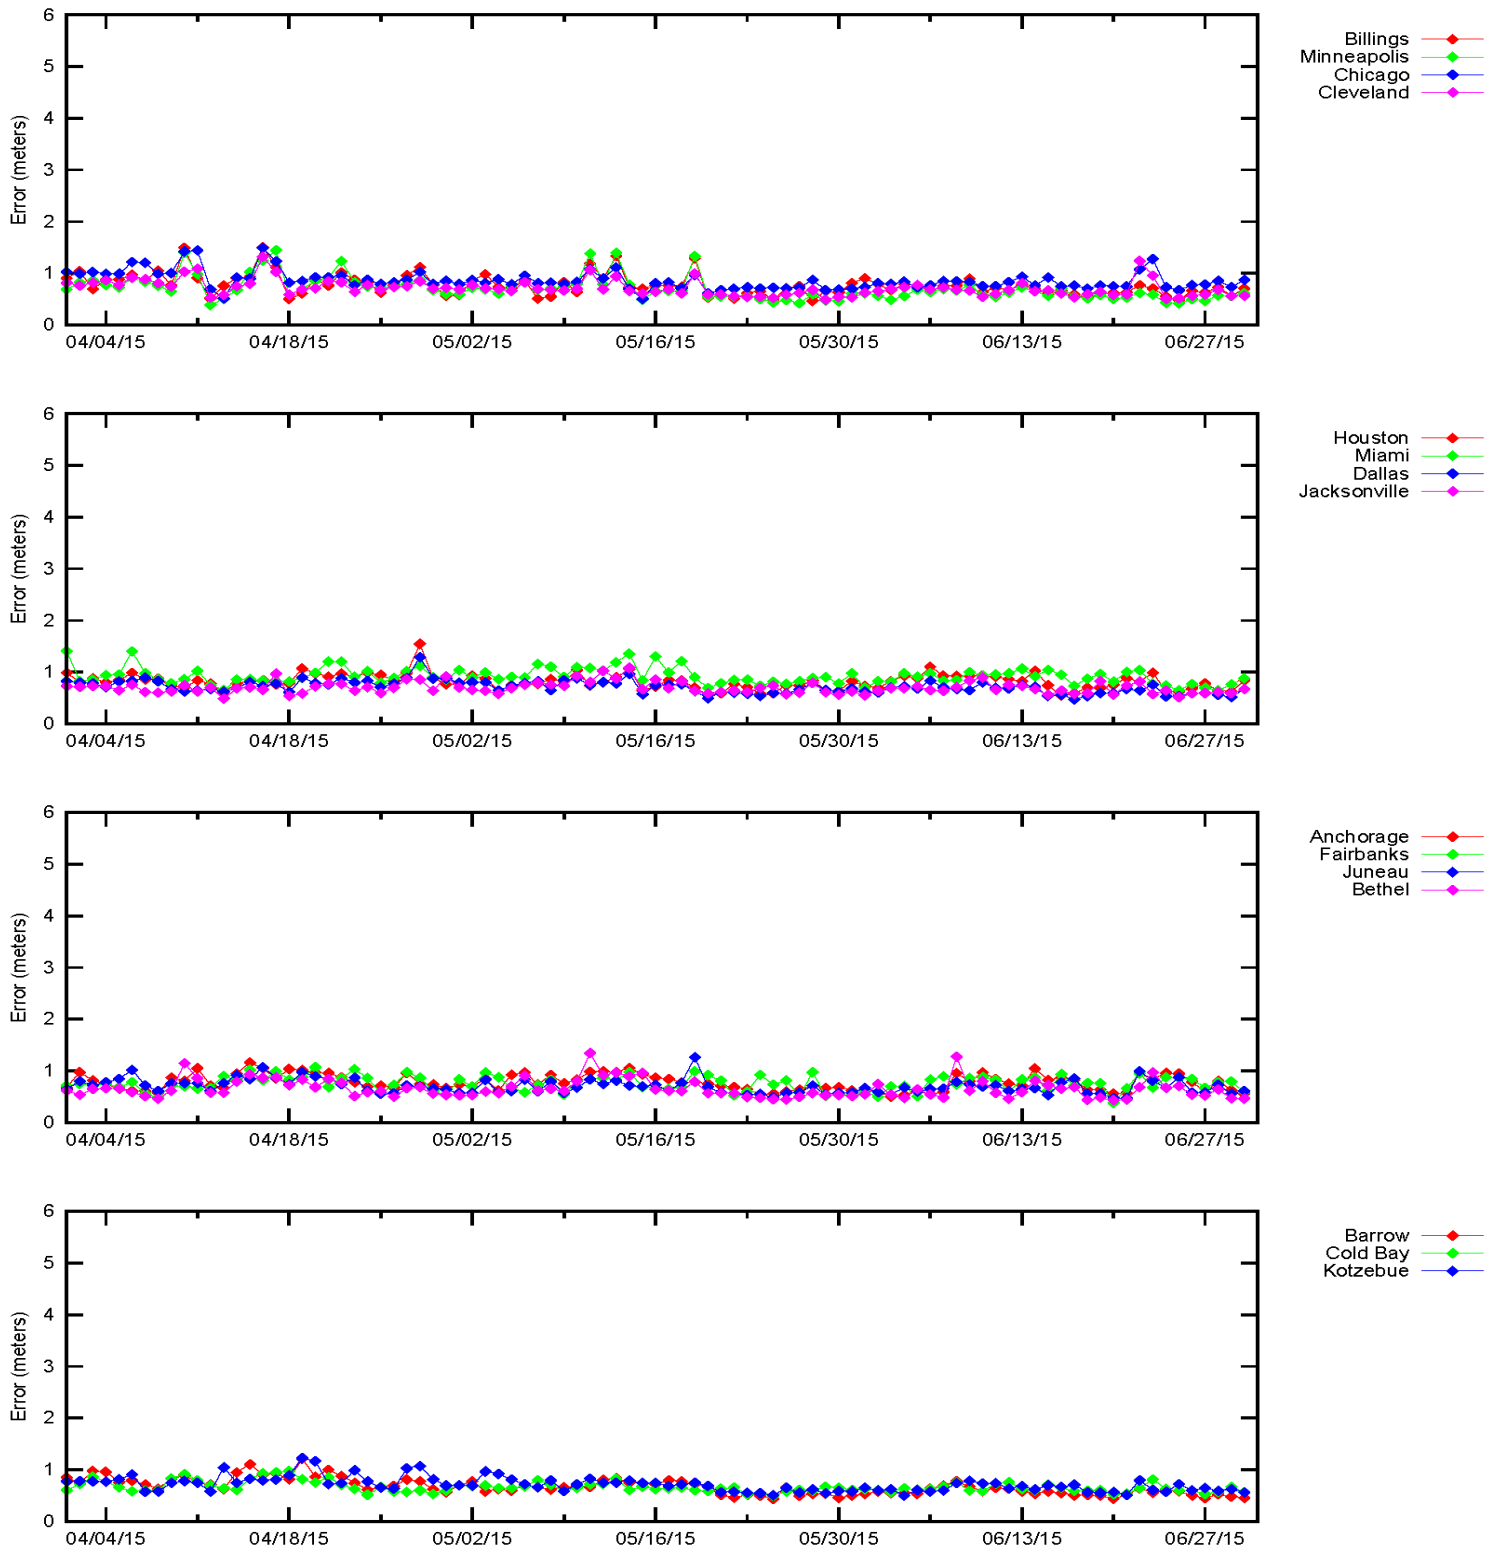 6
5
4
3
2
1
0
Error (meters)
04/04/15 04/18/15 05/02/15 05/16/15 05/30/15 06/13/15 06/27/15
Billings
Minneapolis
Chicago
Cleveland
6
5
4
3
2
1
0
Error (meters)
04/04/15 04/18/15 05/02/15 05/16/15 05/30/15 06/13/15 06/27/15
Houston
Miami
Dallas
Jacksonville
6
5
4
3
2
1
0
Error (meters)
04/04/15 04/18/15 05/02/15 05/16/15 05/30/15 06/13/15 06/27/15
Anchorage
Fairbanks
Juneau
Bethel
6
5
4
3
2
1
0
Error (meters)
04/04/15 04/18/15 05/02/15 05/16/15 05/30/15 06/13/15 06/27/15
Barrow
Cold Bay
Kotzebue